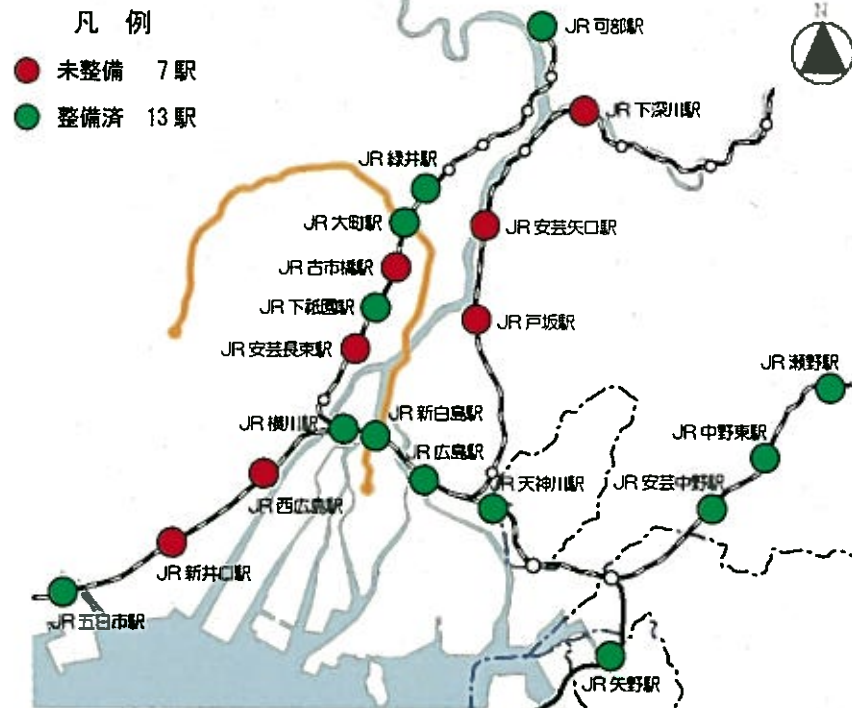 凡 例
N
未整備 7駅
整備済 13駅
JR 可部駅
JR 下深川駅
JR 緑井駅
JR 大町駅
JR 安芸矢口駅
JR 古市橋駅
JR 下祇園駅
JR 戸坂駅
JR 安芸長束駅
JR 瀬野駅
JR 新白島駅
JR 横川駅
JR 中野東駅
JR 広島駅
JR 天神川駅
JR 安芸中野駅
JR 西広島駅
JR 新井口駅
JR 五日市駅
JR 矢野駅